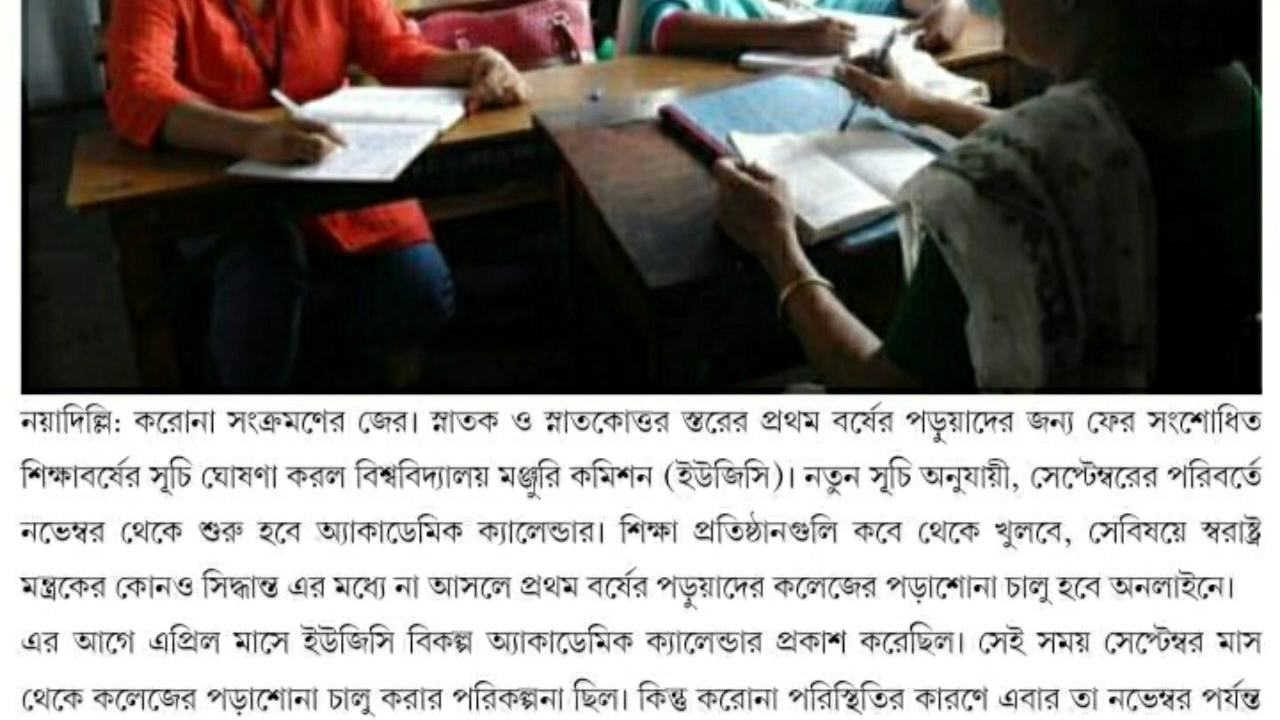 নয়াদিল্লি: করোনা সংক্রমণের জের। স্নাতক ও স্নাতকোত্তর স্তরের প্রথম বর্ষের পড়ুয়াদের জন্য ফের সংশোধিত
শিক্ষাবর্ষের সূচি ঘোষণা করল বিশ্ববিদ্যালয় মঞ্জুরি কমিশন (ইউজিসি)। নতুন সূচি অনুযায়ী, সেপ্টেম্বরের পরিবর্তে
নভেম্বর থেকে শুরু হবে অ্যাকাডেমিক ক্যালেন্ডার। শিক্ষা প্রতিষ্ঠানগুলি কবে থেকে খুলবে, সেবিষয়ে স্বরাষ্ট্র
মন্ত্রকের কোনও সিদ্ধান্ত এর মধ্যে না আসলে প্রথম বর্ষের পড়ুয়াদের কলেজের পড়াশোনা চালু হবে অনলাইনে।
এর আগে এপ্রিল মাসে ইউজিসি বিকল্প অ্যাকাডেমিক ক্যালেন্ডার প্রকাশ করেছিল। সেই সময় সেপ্টেম্বর মাস
থেকে কলেজের পড়াশোনা চালু করার পরিকল্পনা ছিল। কিন্তু করোনা পরিস্থিতির কারণে এবার তা নভেম্বর পর্যন্ত